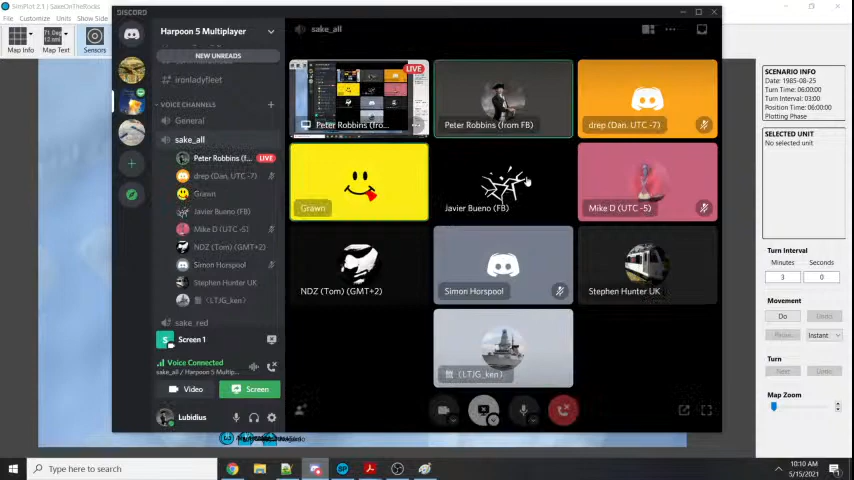 SimPlot 2.1 | SakeOnTheRocks
File Customize Units Show Side
Map Info
Map Text
Sensors
DISCORD
Harpoon 5 Multiplayer
NEW UNREADS
ironladyfleet
VOICE CHANNELS
General
sake_all
Peter Robbins (f... LIVE
drep (Dan, UTC -7)
Grawn
Javier Bueno (FB)
Mike D (UTC -5)
NDZ (Tom) (GMT+2)
Simon Horspool
Stephen Hunter UK
(LTJG_ken)
sake_red
Screen 1
Voice Connected
sake_all / Harpoon 5 Multip...
Video
Screen
Lubidius
sake_all
LIVE
Peter Robbins (fro...
Peter Robbins (from FB)
drep (Dan, UTC -7)
Grawn
Javier Bueno (FB)
Mike D (UTC -5)
NDZ (Tom) (GMT+2)
Simon Horspool
Stephen Hunter UK
(LTJG_ken)
SCENARIO INFO
Date: 1985-08-25
Turn Time: 06:00:00
Turn Interval: 03:00
Position Time: 06:00:00
Plotting Phase
SELECTED UNIT
No selected unit
Turn Interval
Minutes Seconds
3 0
Movement
Do Undo
Pause Instant
Turn
Next Undo
Map Zoom
Type here to search
10:10 AM
5/15/2021